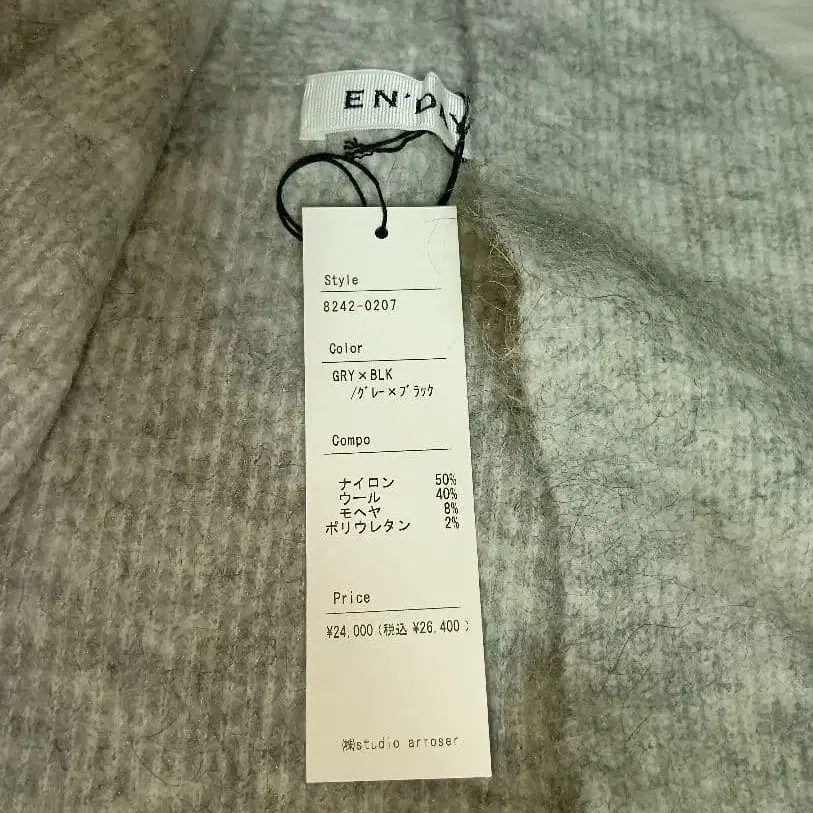 EN'DAY
Style
8242-0207
Color
GRY×BLK
/グレー×ブラック
Compo
ナイロン 50%
ウール 40%
モヘヤ 8%
ポリウレタン 2%
Price
¥24,000(税込 ¥26,400)
㈱studio arroser